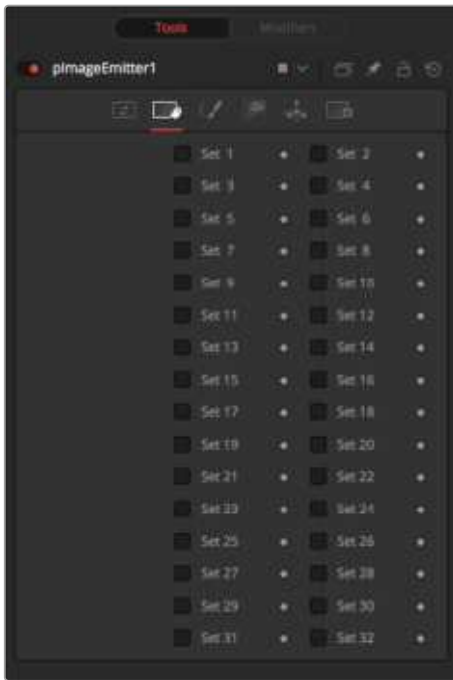 Tools Modifiers
pImageEmitter1
Set 1 Set 2
Set 3 Set 4
Set 5 Set 6
Set 7 Set 8
Set 9 Set 10
Set 11 Set 12
Set 13 Set 14
Set 15 Set 16
Set 17 Set 18
Set 19 Set 20
Set 21 Set 22
Set 23 Set 24
Set 25 Set 26
Set 27 Set 28
Set 29 Set 30
Set 31 Set 32